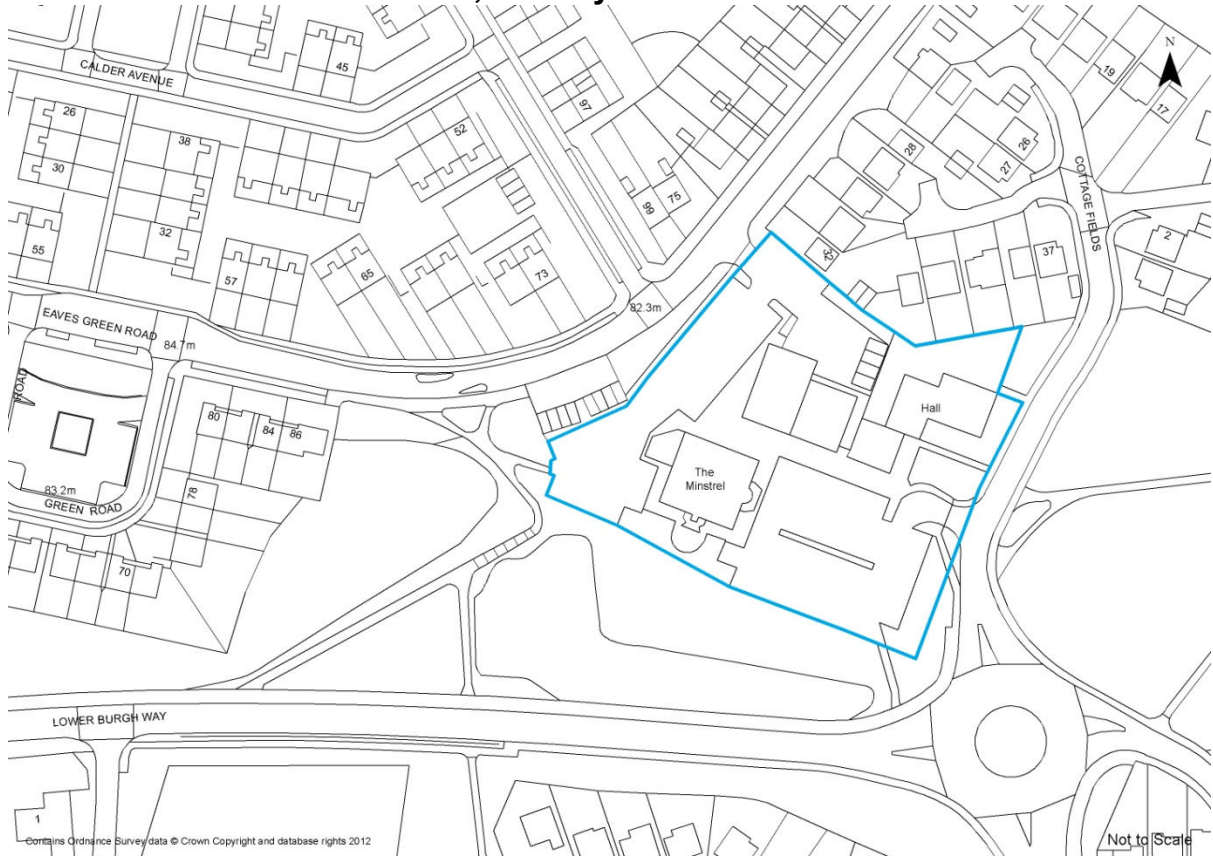 N
CALDER AVENUE
45
97
19
17
26
38
52
28
26
27
30
COTTAGE FIELDS
99
75
32
55
32
2
37
57
65
73
82.3m
EAVES GREEN ROAD
84.7m
ROAD
80
84
86
Hall
The
Minstrel
83.2m
GREEN ROAD
78
70
LOWER BURGH WAY
1
Contains Ordnance Survey data © Crown Copyright and database rights 2012
Not to Scale